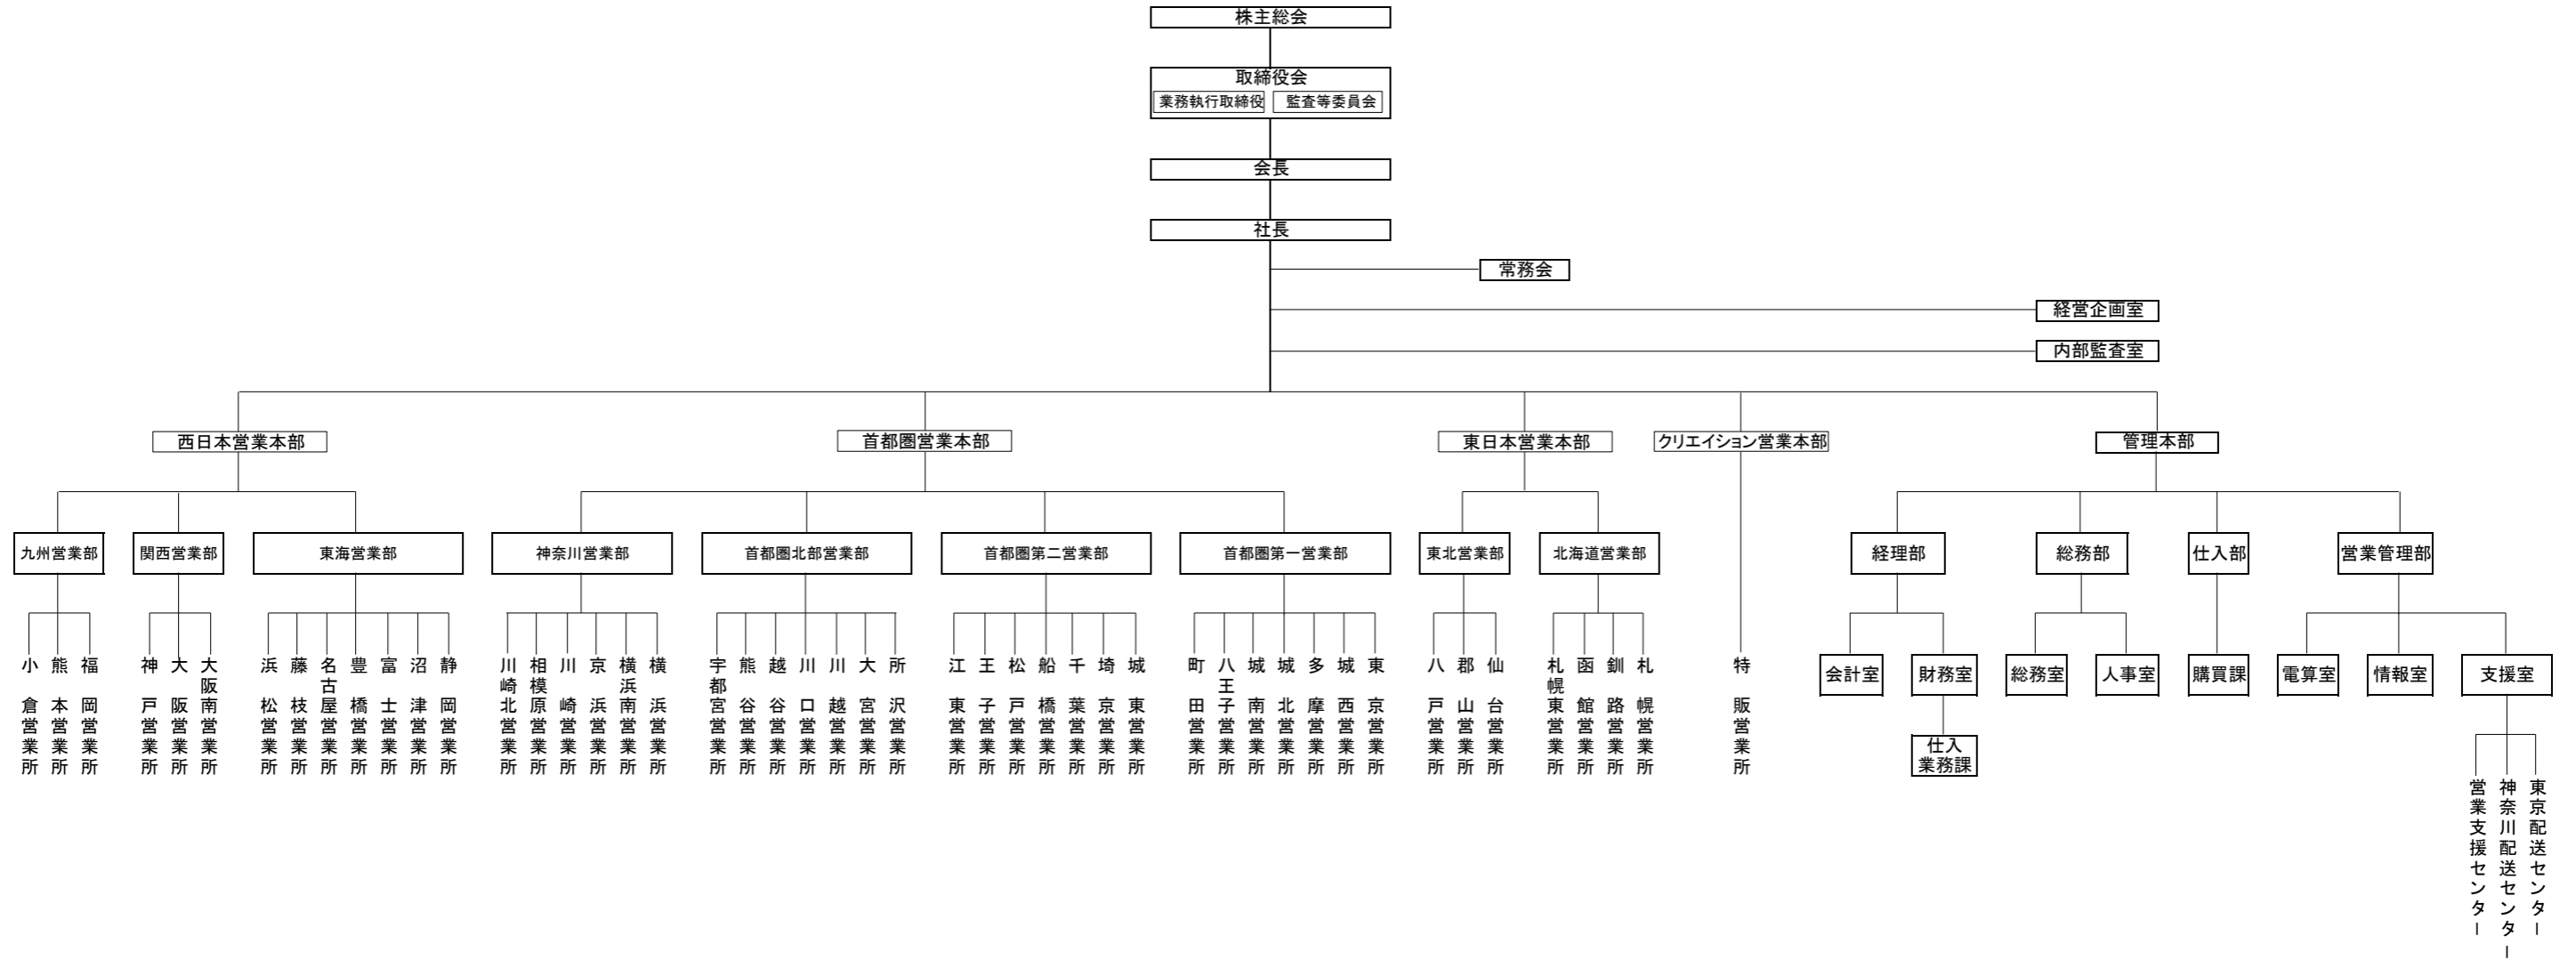 株主総会
取締役会
業務執行取締役
監査等委員会
会長
社長
常務会
経営企画室
内部監査室
西日本営業本部
首都圏営業本部
東日本営業本部
クリエイション営業本部
管理本部
九州営業部
関西営業部
東海営業部
神奈川営業部
首都圏北部営業部
首都圏第二営業部
首都圏第一営業部
東北営業部
北海道営業部
経理部
総務部
仕入部
営業管理部
小倉営業所
熊本営業所
福岡営業所
神戸営業所
大阪営業所
大阪南営業所
浜松営業所
藤枝営業所
名古屋営業所
豊橋営業所
富士営業所
沼津営業所
静岡営業所
川崎北営業所
相模原営業所
川崎営業所
京浜営業所
横浜南営業所
横浜営業所
宇都宮営業所
熊谷営業所
越谷営業所
川口営業所
川越営業所
大宮営業所
所沢営業所
江東営業所
王子営業所
松戸営業所
船橋営業所
千葉営業所
埼京営業所
城東営業所
町田営業所
八王子営業所
城南営業所
城北営業所
多摩営業所
城西営業所
東京営業所
八戸営業所
郡山営業所
仙台営業所
札幌東営業所
函館営業所
釧路営業所
札幌営業所
特販営業所
会計室
財務室
総務室
人事室
購買課
電算室
情報室
支援室
仕入
業務課
営業支援センター
神奈川配送センター
東京配送センター